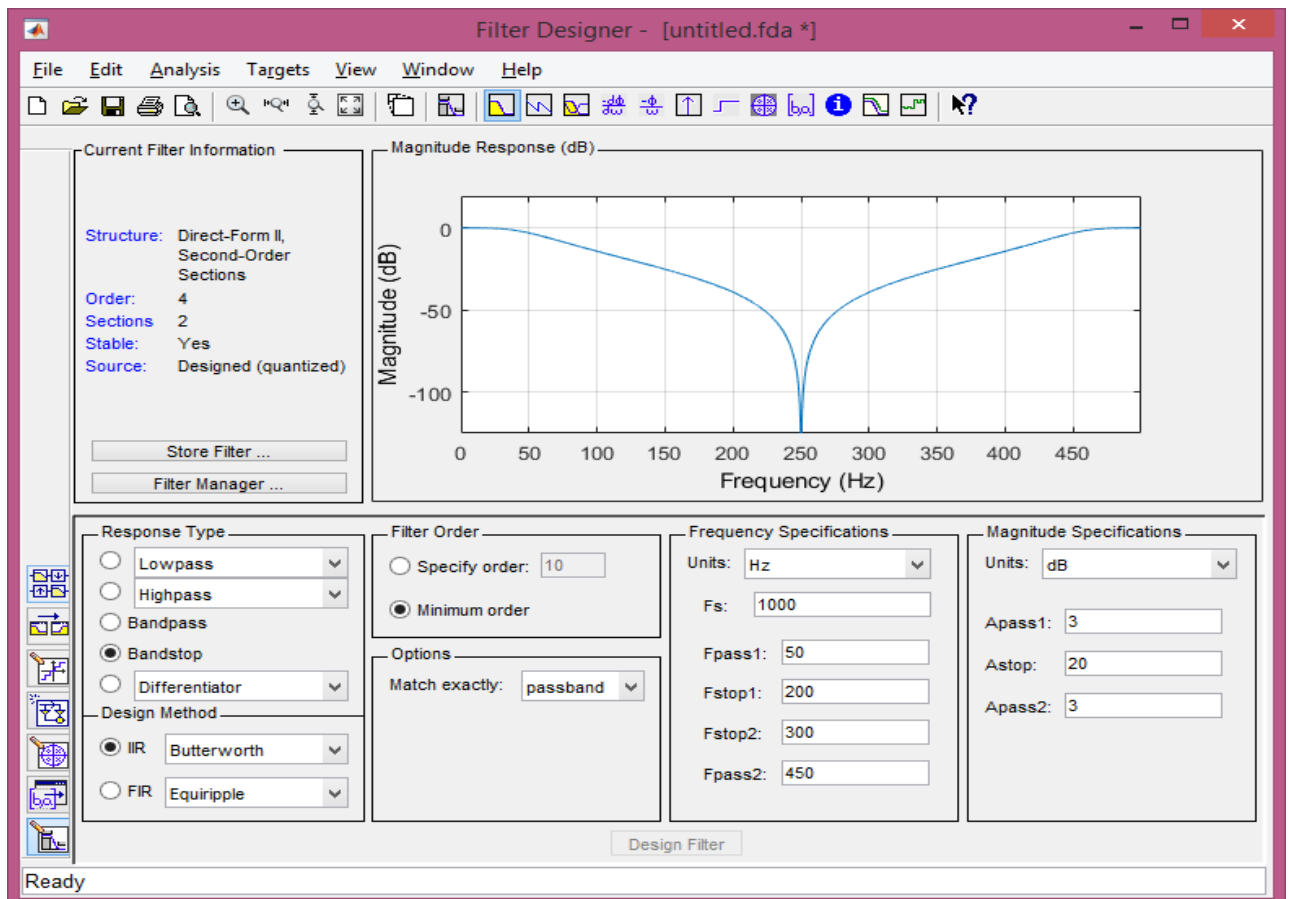 Filter Designer - [untitled.fda *]
File Edit Analysis Targets View Window Help
Current Filter Information
Structure: Direct-Form II,
Second-Order
Sections
Order: 4
Sections 2
Stable: Yes
Source: Designed (quantized)
Store Filter ...
Filter Manager ...
Magnitude Response (dB)
Magnitude (dB)
0
-50
-100
0 50 100 150 200 250 300 350 400 450
Frequency (Hz)
Response Type
Lowpass
Highpass
Bandpass
Bandstop
Differentiator
Design Method
IIR Butterworth
FIR Equiripple
Filter Order
Specify order: 10
Minimum order
Options
Match exactly: passband
Frequency Specifications
Units: Hz
Fs: 1000
Fpass1: 50
Fstop1: 200
Fstop2: 300
Fpass2: 450
Magnitude Specifications
Units: dB
Apass1: 3
Astop: 20
Apass2: 3
Design Filter
Ready